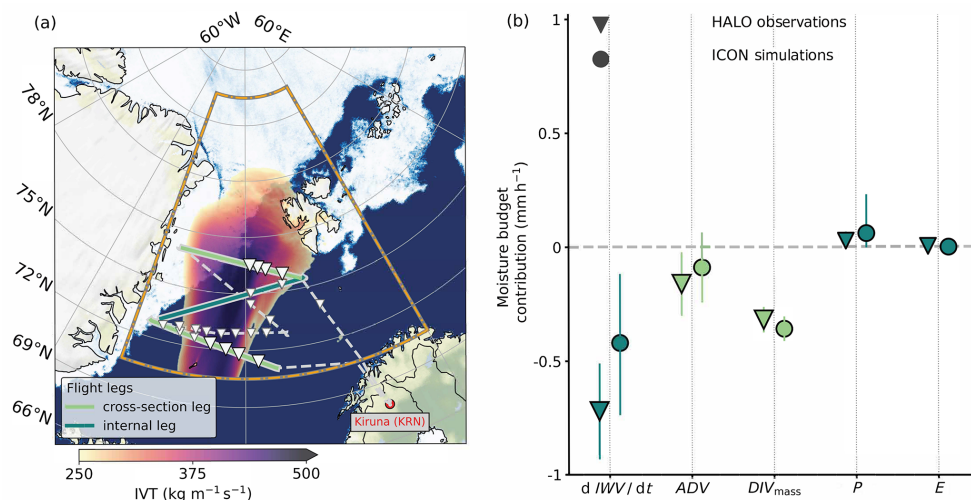 (a)
60°W 60°E
78°N
75°N
72°N
69°N
66°N
Flight legs
cross-section leg
internal leg
Kiruna (KRN)
250 375 500
IVT (kg m⁻¹ s⁻¹)
(b)
HALO observations
ICON simulations
Moisture budget
contribution (mm h⁻¹)
1
0.5
0
-0.5
-1
d IWV / dt ADV DIVmass P E